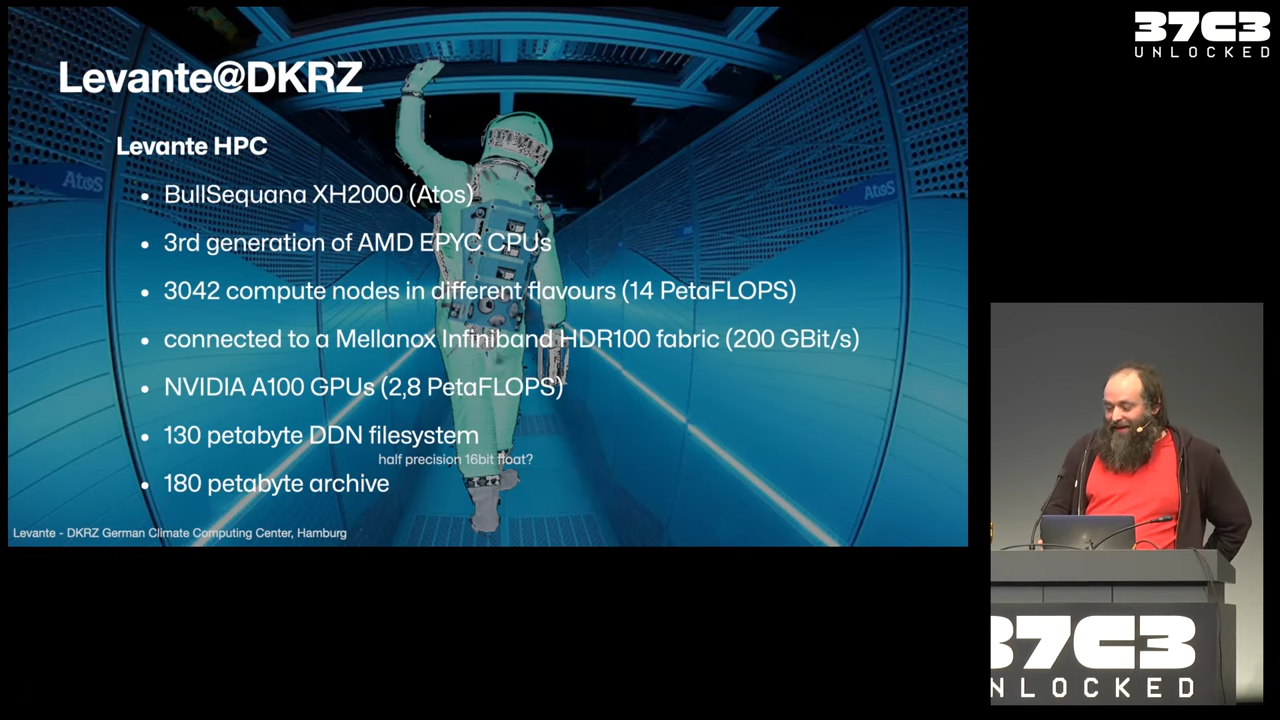 Levante@DKRZ
Levante HPC
• BullSequana XH2000 (Atos)
• 3rd generation of AMD EPYC CPUs
• 3042 compute nodes in different flavours (14 PetaFLOPS)
• connected to a Mellanox Infiniband HDR100 fabric (200 GBit/s)
• NVIDIA A100 GPUs (2,8 PetaFLOPS)
• 130 petabyte DDN filesystem
half precision 16bit float?
• 180 petabyte archive
Levante - DKRZ German Climate Computing Center, Hamburg
Atos
Atos
37C3
UNLOCKED
37C3
NLOCKED